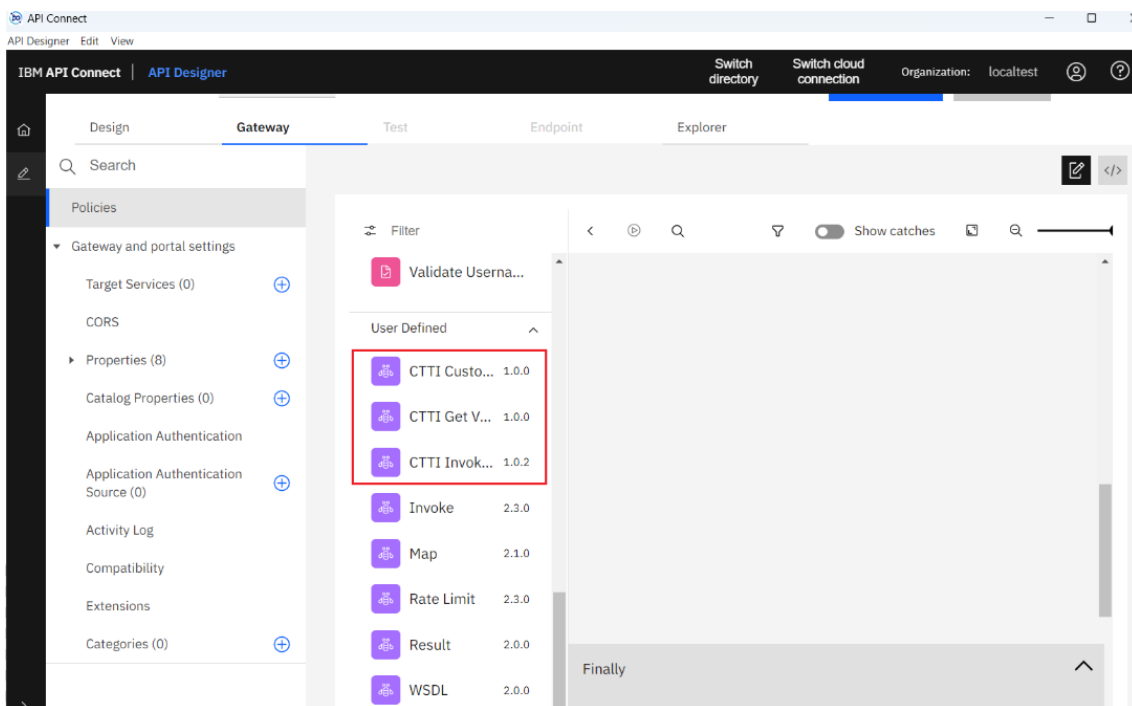 API Connect
API Designer Edit View
IBM API Connect | API Designer
Switch directory
Switch cloud connection
Organization: localtest
Design
Gateway
Test
Endpoint
Explorer
Search
Policies
Gateway and portal settings
Target Services (0)
CORS
Properties (8)
Catalog Properties (0)
Application Authentication
Application Authentication
Source (0)
Activity Log
Compatibility
Extensions
Categories (0)
Filter
Validate Userna...
User Defined
CTTI Custo... 1.0.0
CTTI Get V... 1.0.0
CTTI Invok... 1.0.2
Invoke 2.3.0
Map 2.1.0
Rate Limit 2.3.0
Result 2.0.0
WSDL 2.0.0
Show catches
Finally